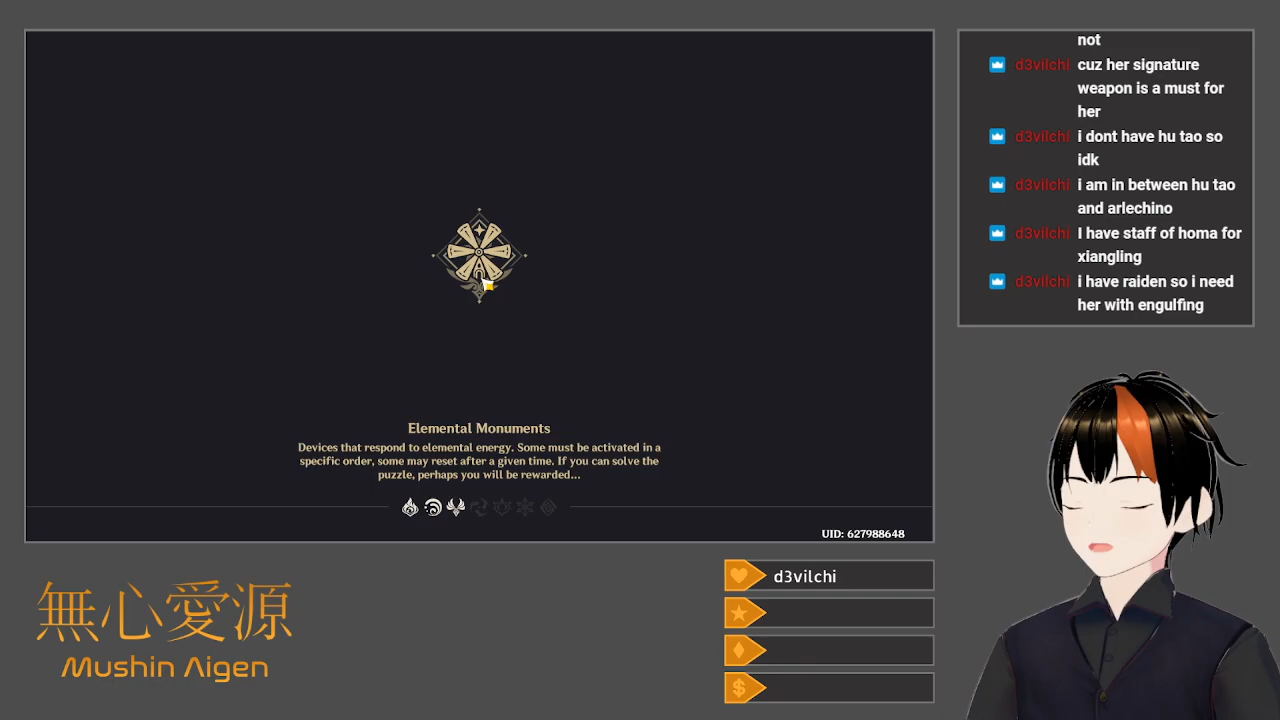 not
d3vilchi cuz her signature
weapon is a must for
her
d3vilchi i dont have hu tao so
idk
d3vilchi i am in between hu tao
and arlechino
d3vilchi I have staff of homa for
xiangling
d3vilchi i have raiden so i need
her with engulfing
Elemental Monuments
Devices that respond to elemental energy. Some must be activated in a
specific order, some may reset after a given time. If you can solve the
puzzle, perhaps you will be rewarded...
UID: 627988648
無心愛源
Mushin Aigen
d3vilchi